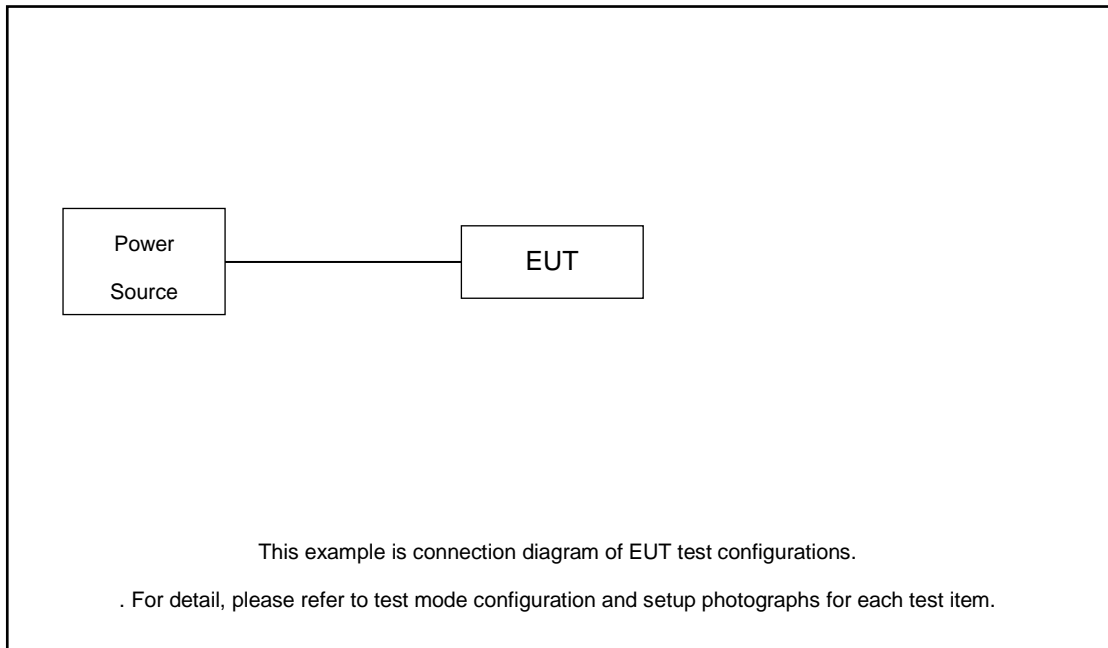 Power
Source
EUT
This example is connection diagram of EUT test configurations.
. For detail, please refer to test mode configuration and setup photographs for each test item.